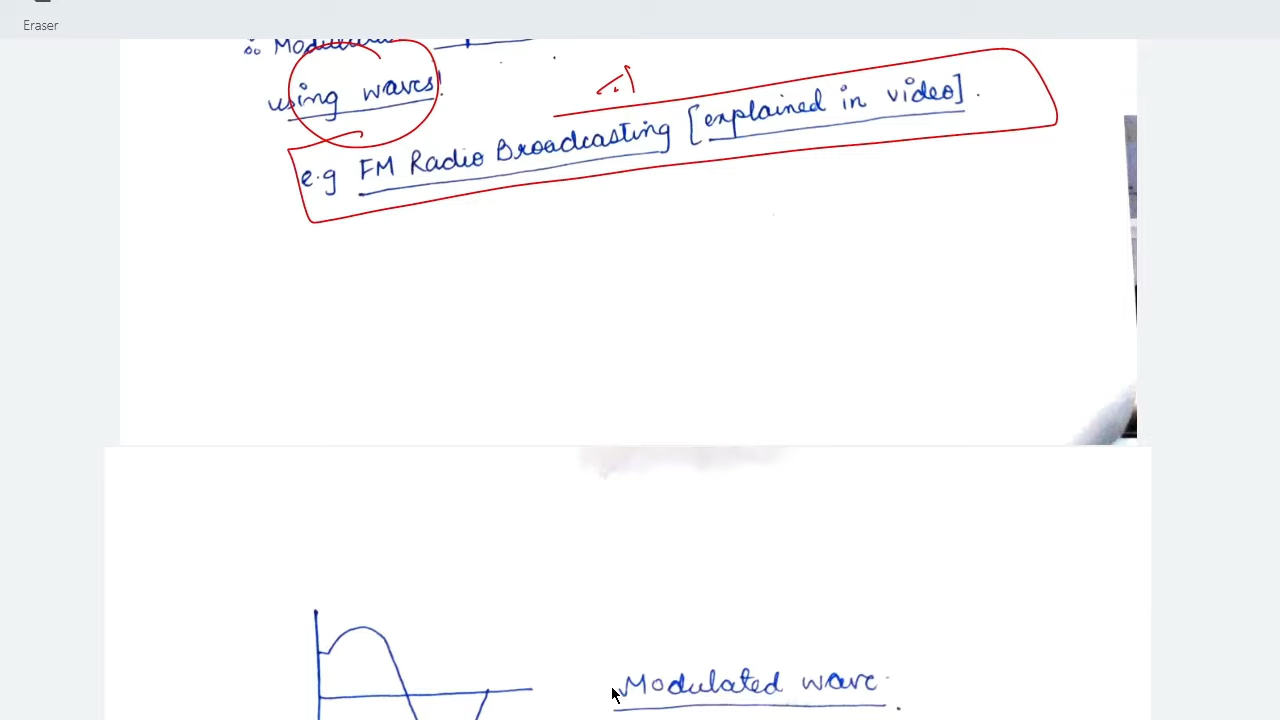 Eraser
∴
using waves!
e.g FM Radio Broadcasting [explained in video].
Modulated wave.